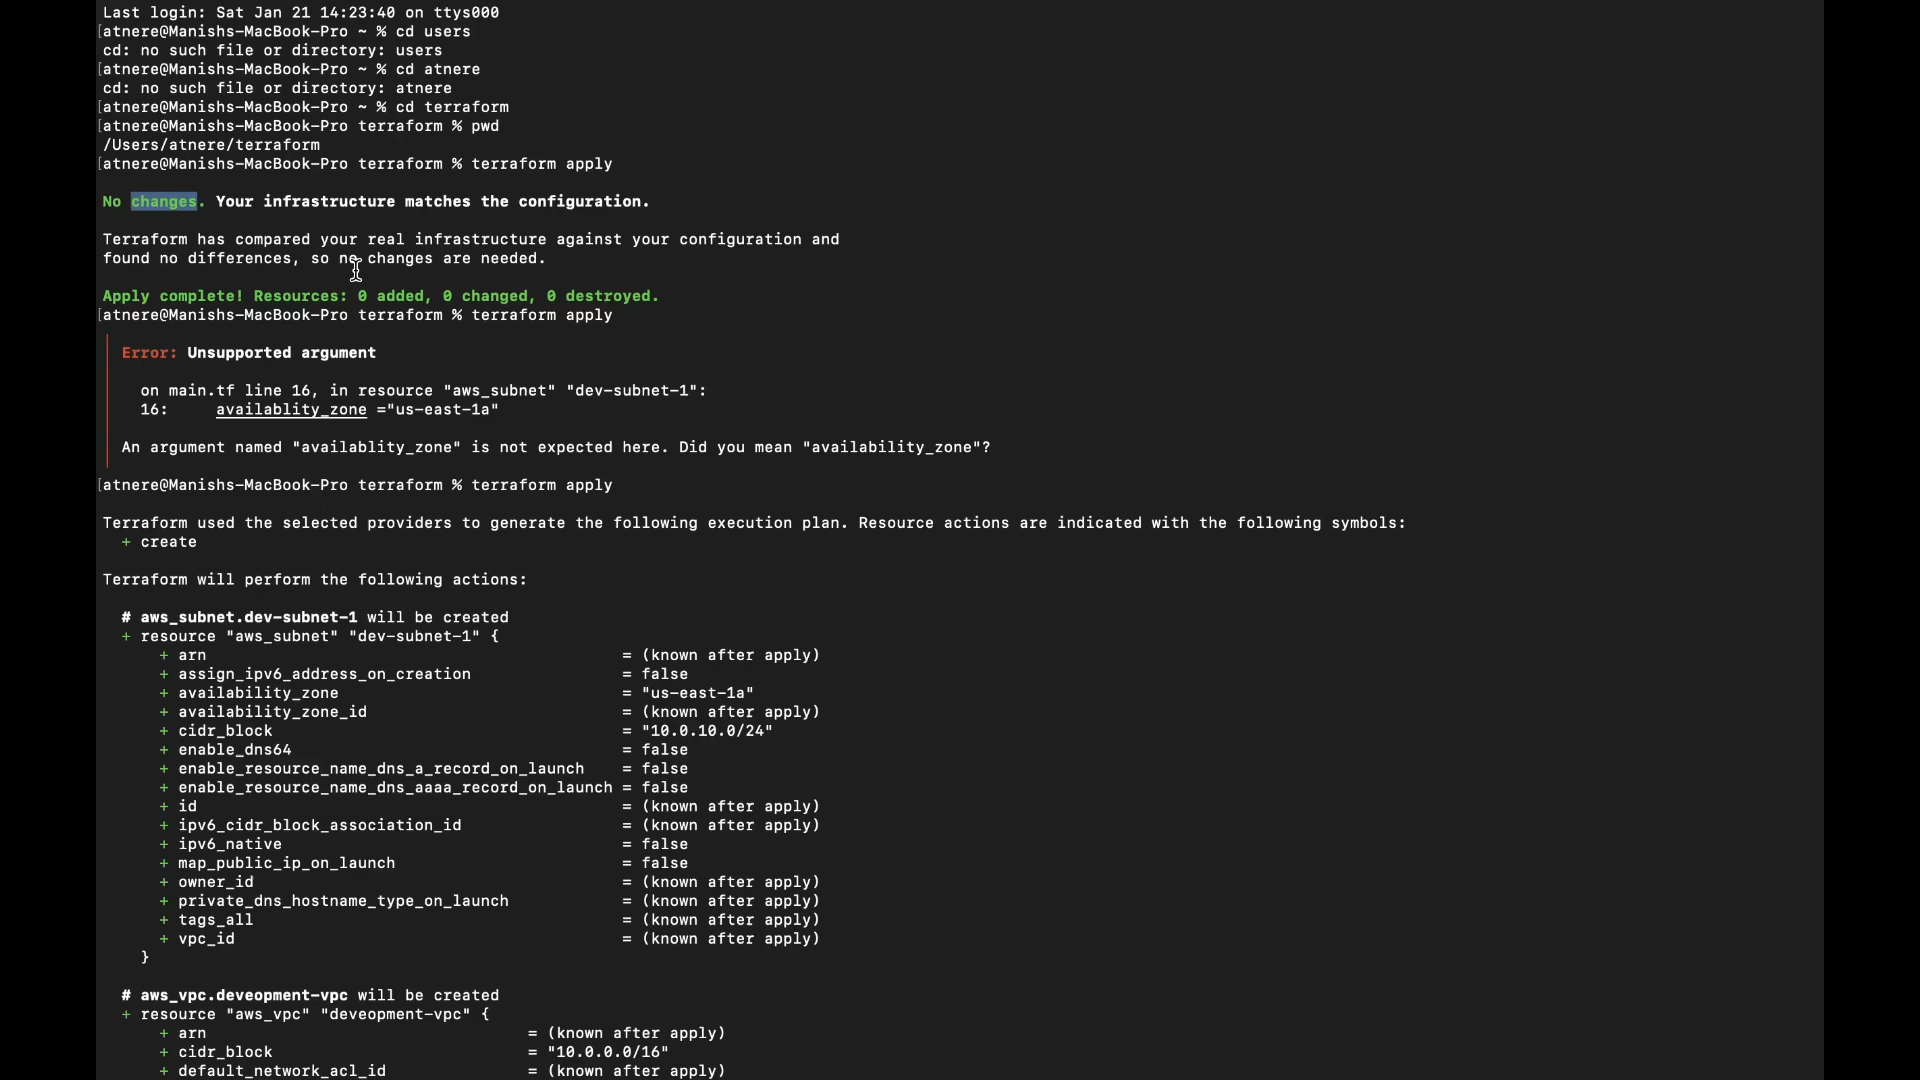 Last login: Sat Jan 21 14:23:40 on ttys000
[atnere@Manishs-MacBook-Pro ~ % cd users
cd: no such file or directory: users
[atnere@Manishs-MacBook-Pro ~ % cd atnere
cd: no such file or directory: atnere
[atnere@Manishs-MacBook-Pro ~ % cd terraform
[atnere@Manishs-MacBook-Pro terraform % pwd
/Users/atnere/terraform
[atnere@Manishs-MacBook-Pro terraform % terraform apply
No changes. Your infrastructure matches the configuration.
Terraform has compared your real infrastructure against your configuration and
found no differences, so no changes are needed.
Apply complete! Resources: 0 added, 0 changed, 0 destroyed.
[atnere@Manishs-MacBook-Pro terraform % terraform apply
Error: Unsupported argument
on main.tf line 16, in resource "aws_subnet" "dev-subnet-1":
16: availablity_zone ="us-east-1a"
An argument named "availablity_zone" is not expected here. Did you mean "availability_zone"?
[atnere@Manishs-MacBook-Pro terraform % terraform apply
Terraform used the selected providers to generate the following execution plan. Resource actions are indicated with the following symbols:
+ create
Terraform will perform the following actions:
# aws_subnet.dev-subnet-1 will be created
+ resource "aws_subnet" "dev-subnet-1" {
+ arn = (known after apply)
+ assign_ipv6_address_on_creation = false
+ availability_zone = "us-east-1a"
+ availability_zone_id = (known after apply)
+ cidr_block = "10.0.10.0/24"
+ enable_dns64 = false
+ enable_resource_name_dns_a_record_on_launch = false
+ enable_resource_name_dns_aaaa_record_on_launch = false
+ id = (known after apply)
+ ipv6_cidr_block_association_id = (known after apply)
+ ipv6_native = false
+ map_public_ip_on_launch = false
+ owner_id = (known after apply)
+ private_dns_hostname_type_on_launch = (known after apply)
+ tags_all = (known after apply)
+ vpc_id = (known after apply)
}
# aws_vpc.deveopment-vpc will be created
+ resource "aws_vpc" "deveopment-vpc" {
+ arn = (known after apply)
+ cidr_block = "10.0.0.0/16"
+ default_network_acl_id = (known after apply)